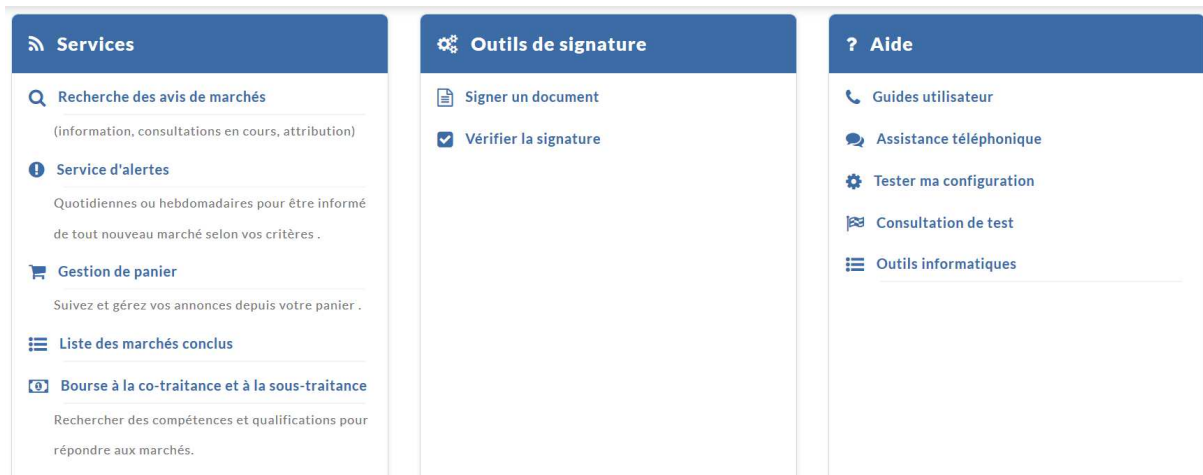 Services
Recherche des avis de marchés
(information, consultations en cours, attribution)
Service d'alertes
Quotidiennes ou hebdomadaires pour être informé
de tout nouveau marché selon vos critères .
Gestion de panier
Suivez et gérez vos annonces depuis votre panier .
Liste des marchés conclus
Bourse à la co-traitance et à la sous-traitance
Rechercher des compétences et qualifications pour
répondre aux marchés.
Outils de signature
Signer un document
Vérifier la signature
? Aide
Guides utilisateur
Assistance téléphonique
Tester ma configuration
Consultation de test
Outils informatiques